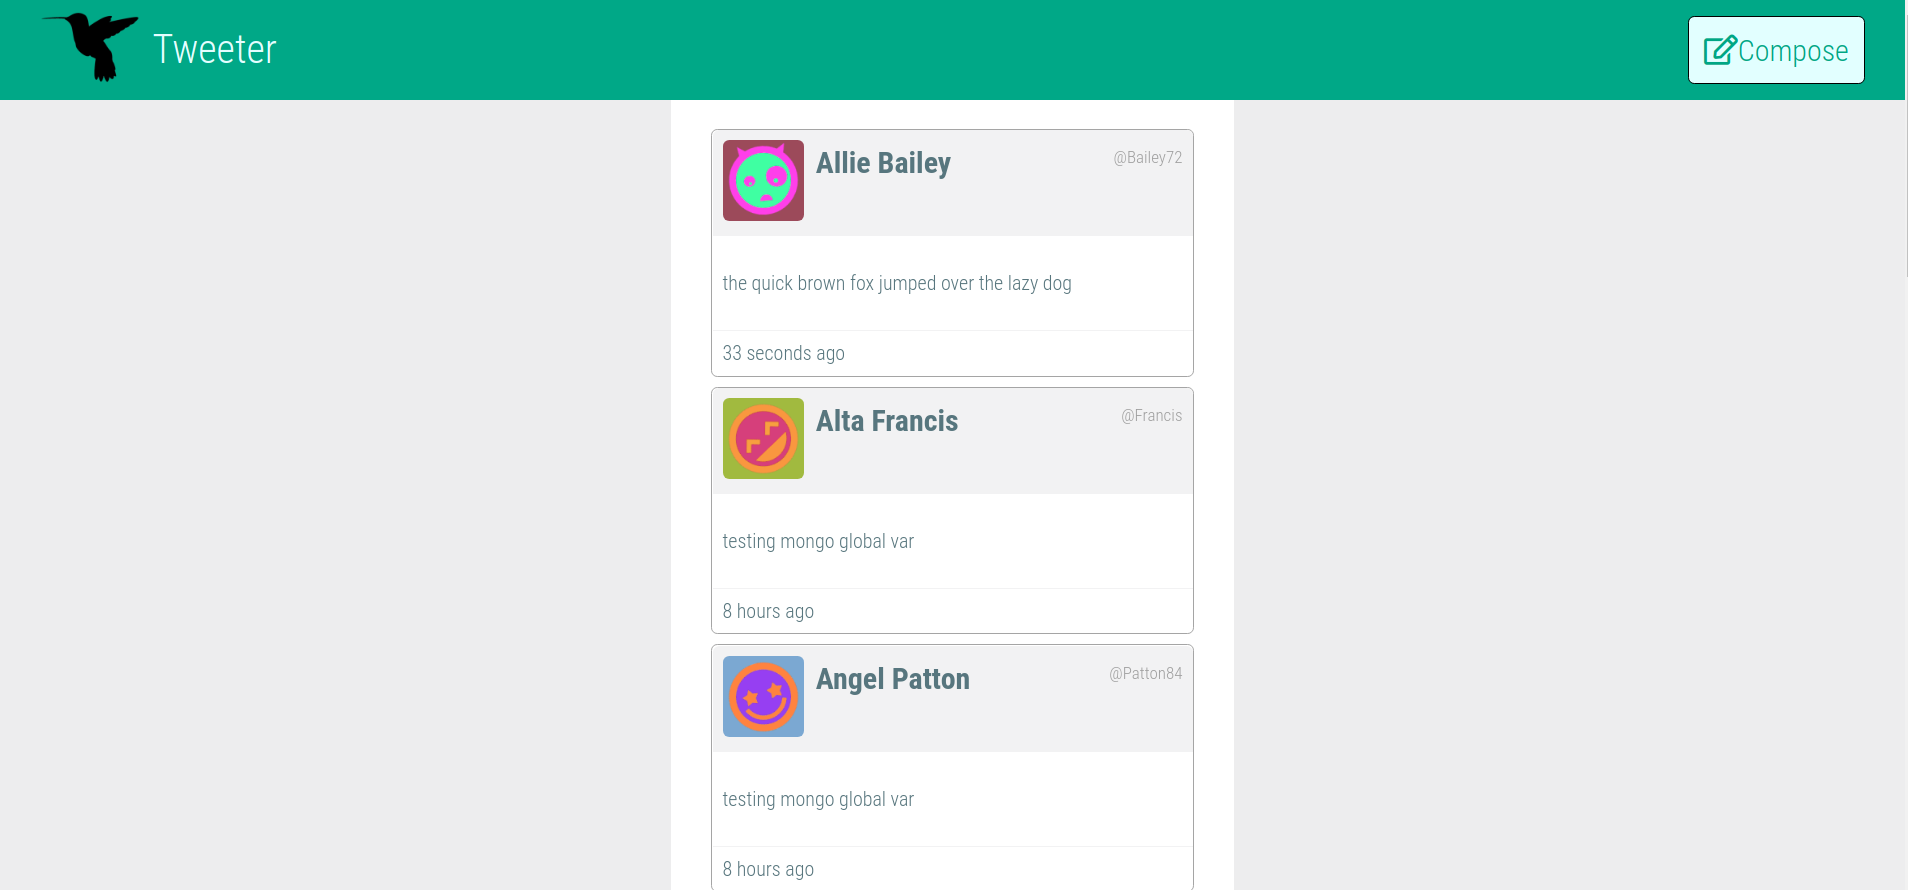 Tweeter
Compose
Allie Bailey
@Bailey72
the quick brown fox jumped over the lazy dog
33 seconds ago
Alta Francis
@Francis
testing mongo global var
8 hours ago
Angel Patton
@Patton84
testing mongo global var
8 hours ago